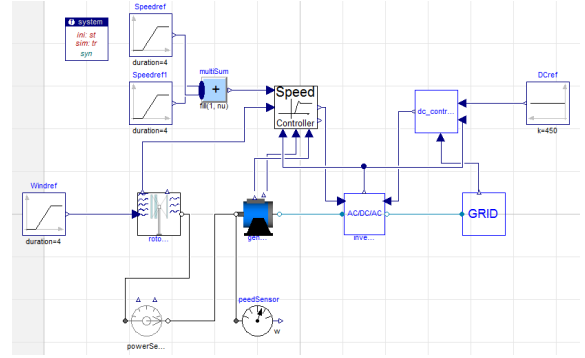 Speedref
system
ini: st
sim: tr
syn
duration=4
Speedref1
duration=4
multiSum
+
fill(1, nu)
Speed
Controller
dc_contr...
DCref
k=450
Windref
duration=4
roto...
gen...
AC/DC/AC
inve...
GRID
powerSe...
peedSensor
w